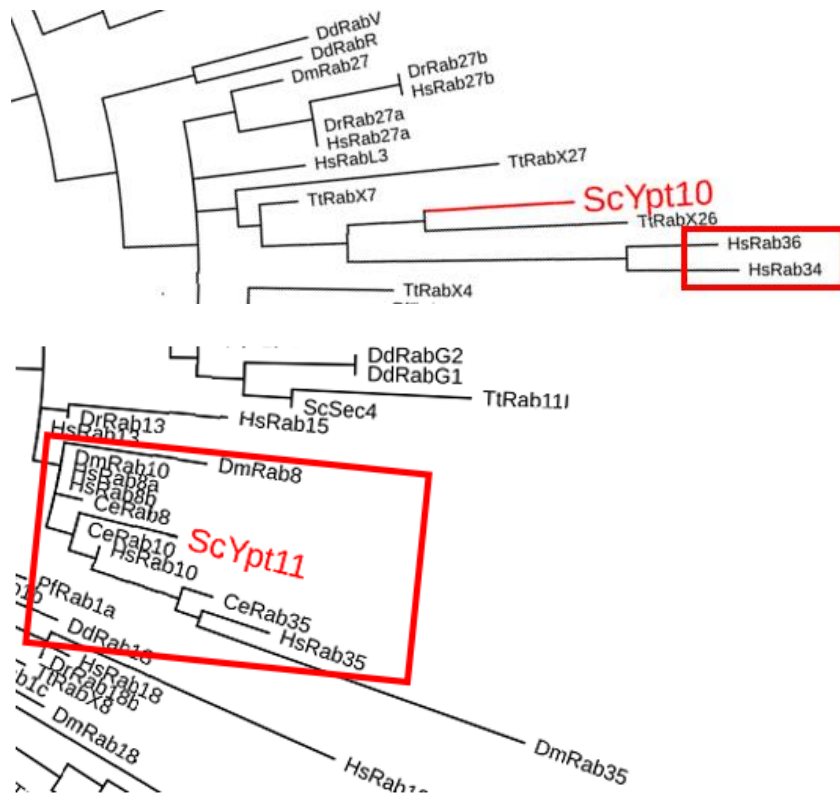 DdRabV
DdRabR
DmRab27
DrRab27b
HsRab27b
DrRab27a
HsRab27a
HsRabL3
TtRabX27
TtRabX7
ScYpt10
TtRabX26
HsRab36
HsRab34
TtRabX4
DdRabG2
DdRabG1
TtRab11I
ScSec4
DrRab13
HsRab15
HsRab13
DmRab10
DmRab8
HsRab8a
HsRab8b
CeRab8
CeRab10
ScYpt11
HsRab10
PfRab1a
CeRab35
HsRab35
DdRab18
HsRab18
DrRab18b
TtRabX8
DmRab18
DmRab35